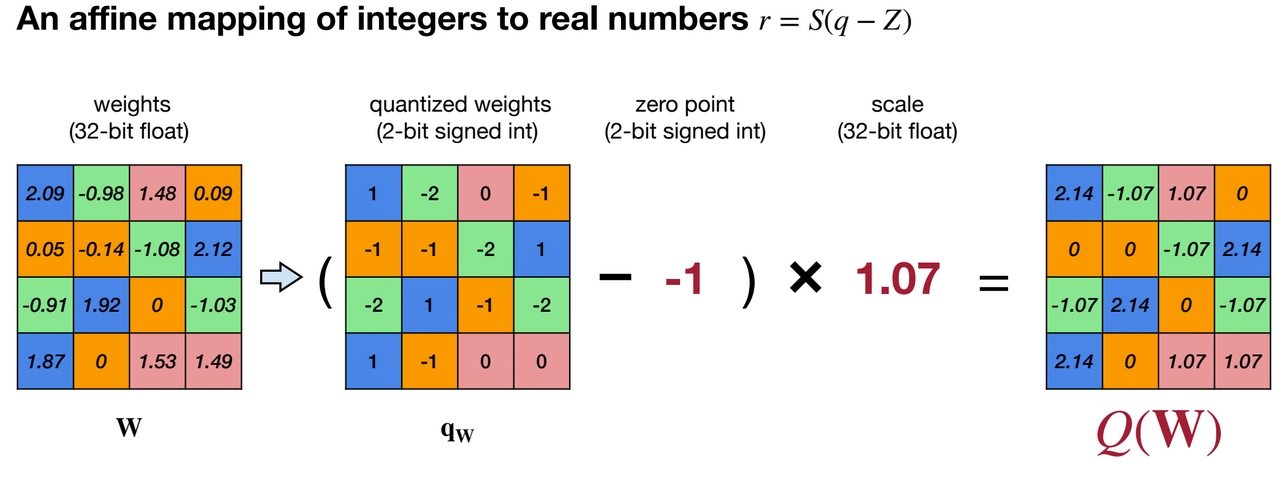 An affine mapping of integers to real numbers r = S(q − Z)
weights
(32-bit float)
quantized weights
(2-bit signed int)
zero point
(2-bit signed int)
scale
(32-bit float)
2.09 -0.98 1.48 0.09
0.05 -0.14 -1.08 2.12
-0.91 1.92 0 -1.03
1.87 0 1.53 1.49
W
(
1 -2 0 -1
-1 -1 -2 1
-2 1 -1 -2
1 -1 0 0
q_W
− -1 ) × 1.07 =
2.14 -1.07 1.07 0
0 0 -1.07 2.14
-1.07 2.14 0 -1.07
2.14 0 1.07 1.07
Q(W)